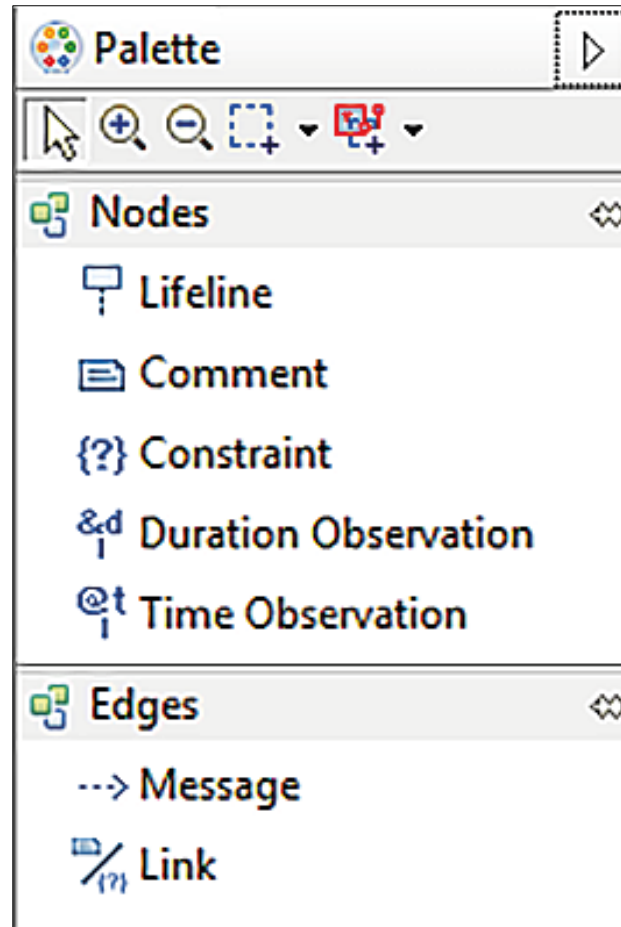 Palette
Nodes
Lifeline
Comment
{?} Constraint
&d Duration Observation
@t Time Observation
Edges
Message
{?} Link